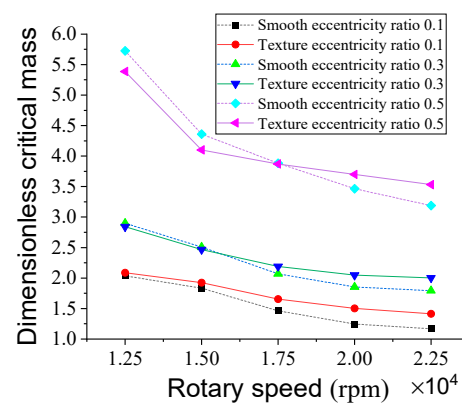 Smooth eccentricity ratio 0.1
Texture eccentricity ratio 0.1
Smooth eccentricity ratio 0.3
Texture eccentricity ratio 0.3
Smooth eccentricity ratio 0.5
Texture eccentricity ratio 0.5
Dimensionless critical mass
6.0
5.5
5.0
4.5
4.0
3.5
3.0
2.5
2.0
1.5
1.0
1.25 1.50 1.75 2.00 2.25
Rotary speed (rpm) ×10⁴